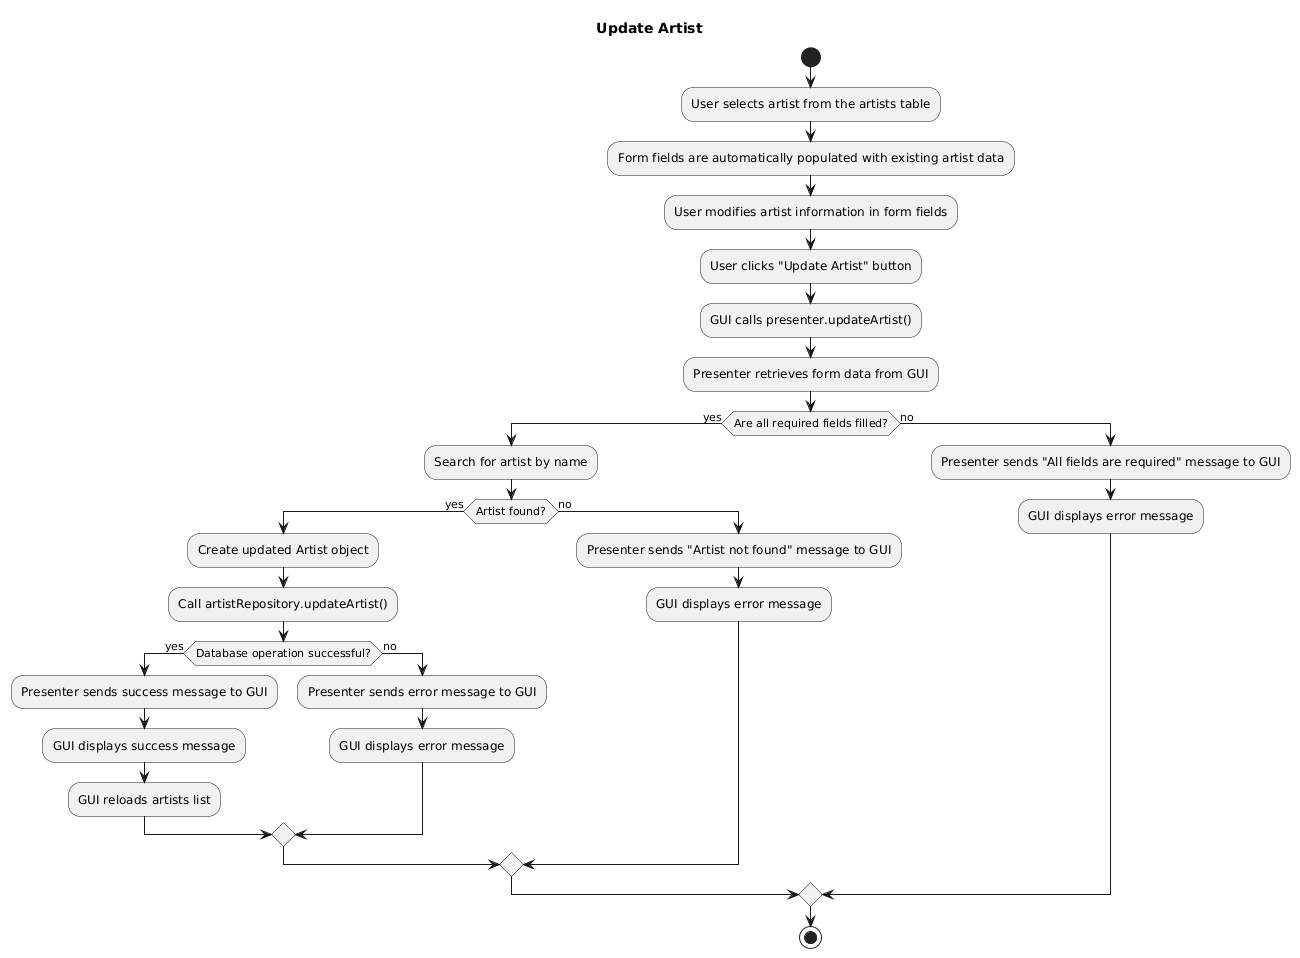 Update Artist
User selects artist from the artists table
Form fields are automatically populated with existing artist data
User modifies artist information in form fields
User clicks "Update Artist" button
GUI calls presenter.updateArtist()
Presenter retrieves form data from GUI
yes
Are all required fields filled?
no
Search for artist by name
Presenter sends "All fields are required" message to GUI
yes
Artist found?
no
GUI displays error message
Create updated Artist object
Presenter sends "Artist not found" message to GUI
Call artistRepository.updateArtist()
GUI displays error message
yes
Database operation successful?
no
Presenter sends success message to GUI
Presenter sends error message to GUI
GUI displays success message
GUI displays error message
GUI reloads artists list